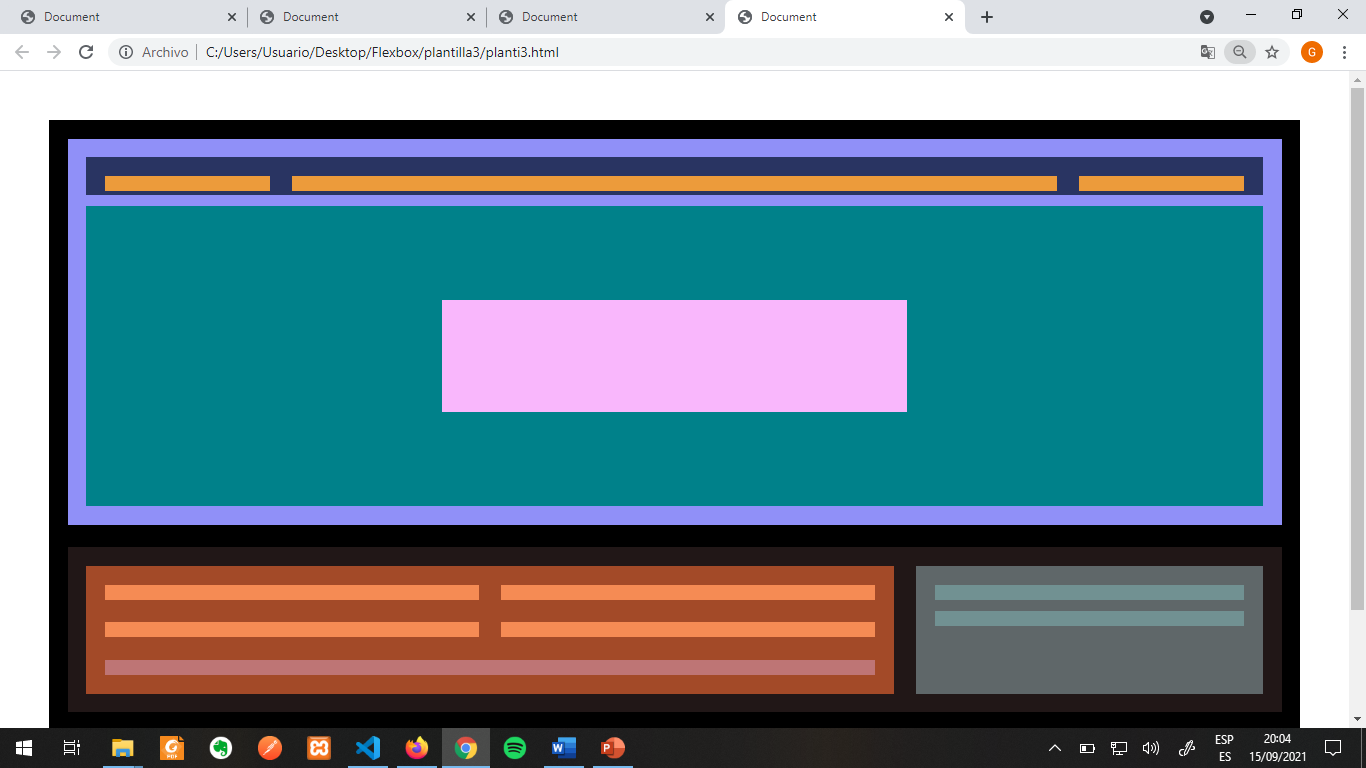 Document
Document
Document
Document
Archivo
C:/Users/Usuario/Desktop/Flexbox/plantilla3/planti3.html
G
G
PDF
W
P
ESP
ES
20:04
15/09/2021